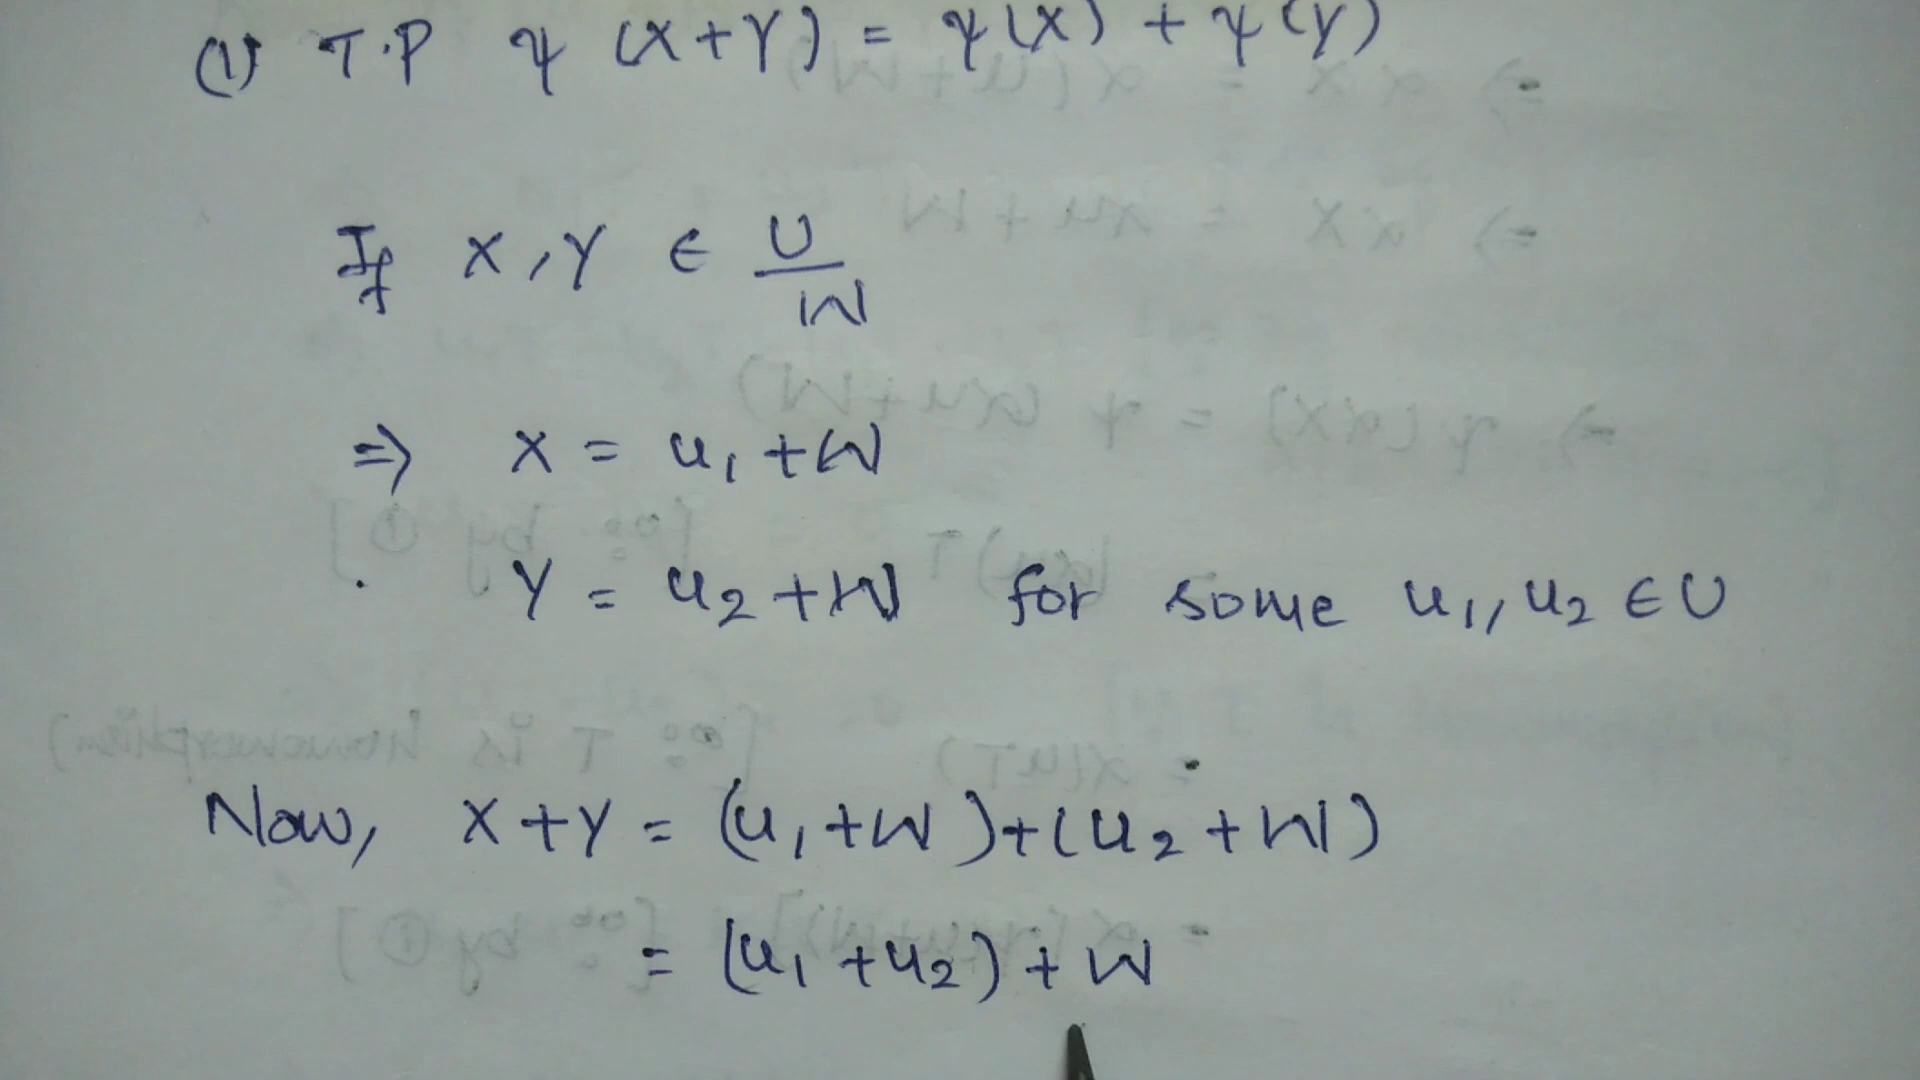 (1) T.P ψ (X+Y) = ψ(X) + ψ(Y)
If X, Y ∈ U/W
⇒ X = u₁+W
Y = u₂+W for some u₁, u₂ ∈ U
Now, X+Y = (u₁+W)+(u₂+W)
= (u₁+u₂)+W